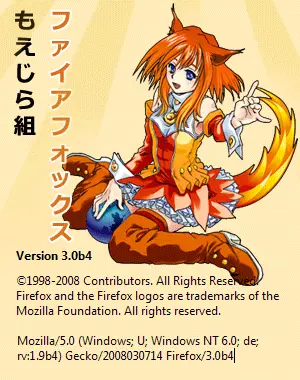 もえじら組
ファイアフォックス
Version 3.0b4
©1998-2008 Contributors. All Rights Reserved.
Firefox and the Firefox logos are trademarks of the
Mozilla Foundation. All rights reserved.
Mozilla/5.0 (Windows; U; Windows NT 6.0; de;
rv:1.9b4) Gecko/2008030714 Firefox/3.0b4